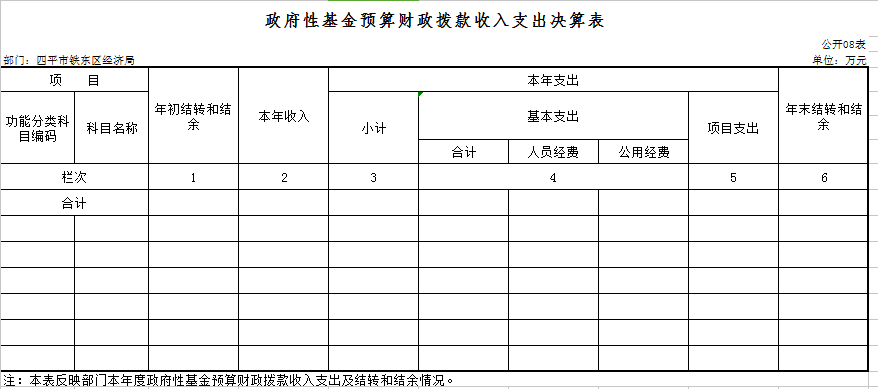 政府性基金预算财政拨款收入支出决算表
公开08表
部门：四平市铁东区经济局 单位：万元
项 目 年初结转和结余 本年收入 本年支出 年末结转和结余
功能分类科目编码 科目名称 小计 基本支出 项目支出
合计 人员经费 公用经费
栏次 1 2 3 4 5 6
合计
注：本表反映部门本年度政府性基金预算财政拨款收入支出及结转和结余情况。